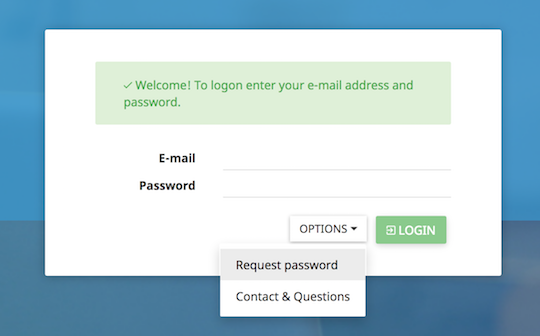 ✓ Welcome! To logon enter your e-mail address and
password.
E-mail
Password
OPTIONS
LOGIN
Request password
Contact & Questions